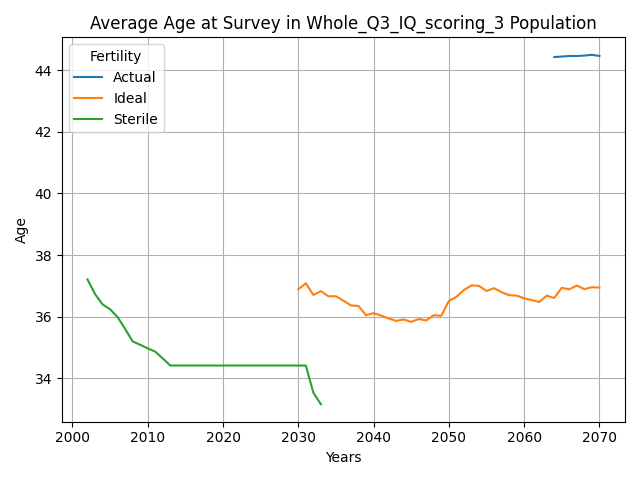 Average Age at Survey in Whole_Q3_IQ_scoring_3 Population
Fertility
Actual
Ideal
Sterile
44
42
40
38
36
34
Age
2000 2010 2020 2030 2040 2050 2060 2070
Years